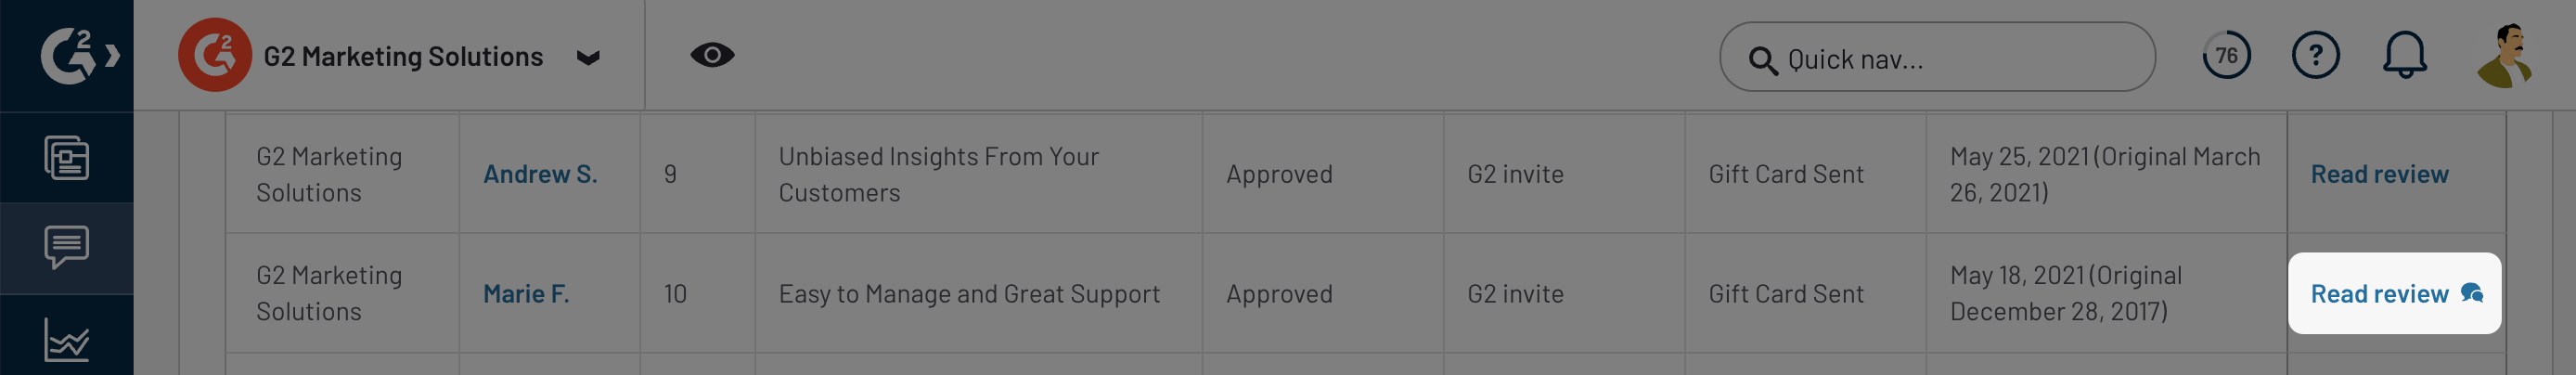 G2 Marketing Solutions
Quick nav...
76
?
G2 Marketing
Solutions
Andrew S.
9
Unbiased Insights From Your
Customers
Approved
G2 invite
Gift Card Sent
May 25, 2021 (Original March
26, 2021)
Read review
G2 Marketing
Solutions
Marie F.
10
Easy to Manage and Great Support
Approved
G2 invite
Gift Card Sent
May 18, 2021 (Original
December 28, 2017)
Read review